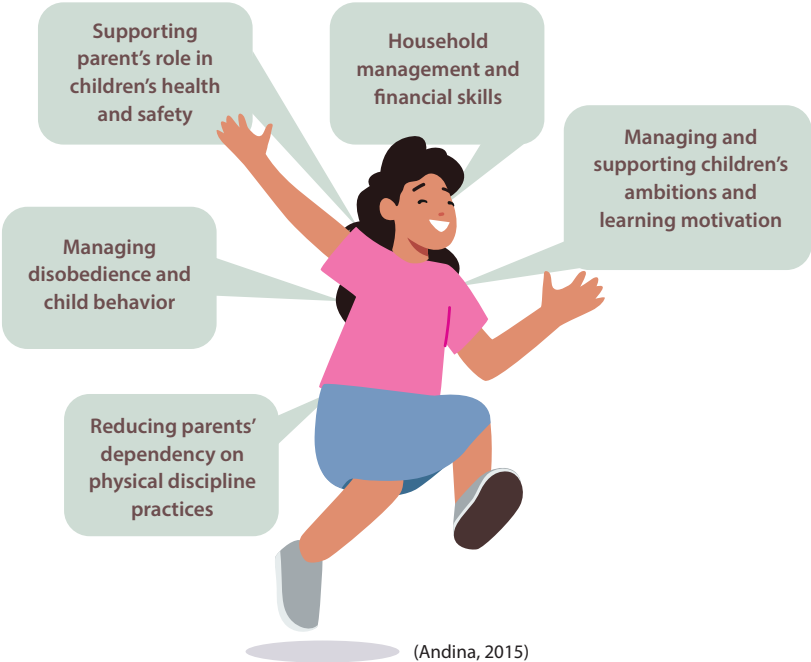 Supporting
parent’s role in
children’s health
and safety
Household
management and
financial skills
Managing and
supporting children’s
ambitions and
learning motivation
Managing
disobedience and
child behavior
Reducing parents’
dependency on
physical discipline
practices
(Andina, 2015)